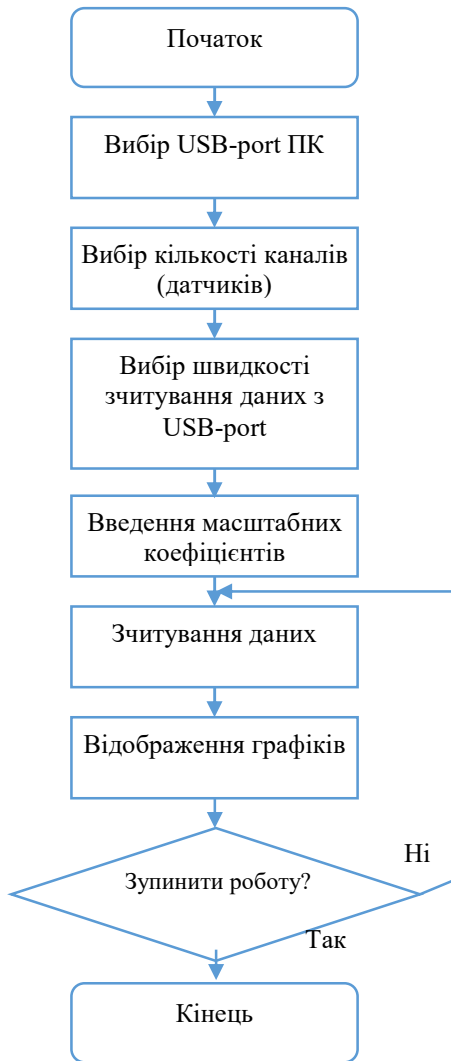 Початок
Вибір USB-port ПК
Вибір кількості каналів
(датчиків)
Вибір швидкості
зчитування даних з
USB-port
Введення масштабних
коефіцієнтів
Зчитування даних
Відображення графіків
Ні
Зупинити роботу?
Так
Кінець